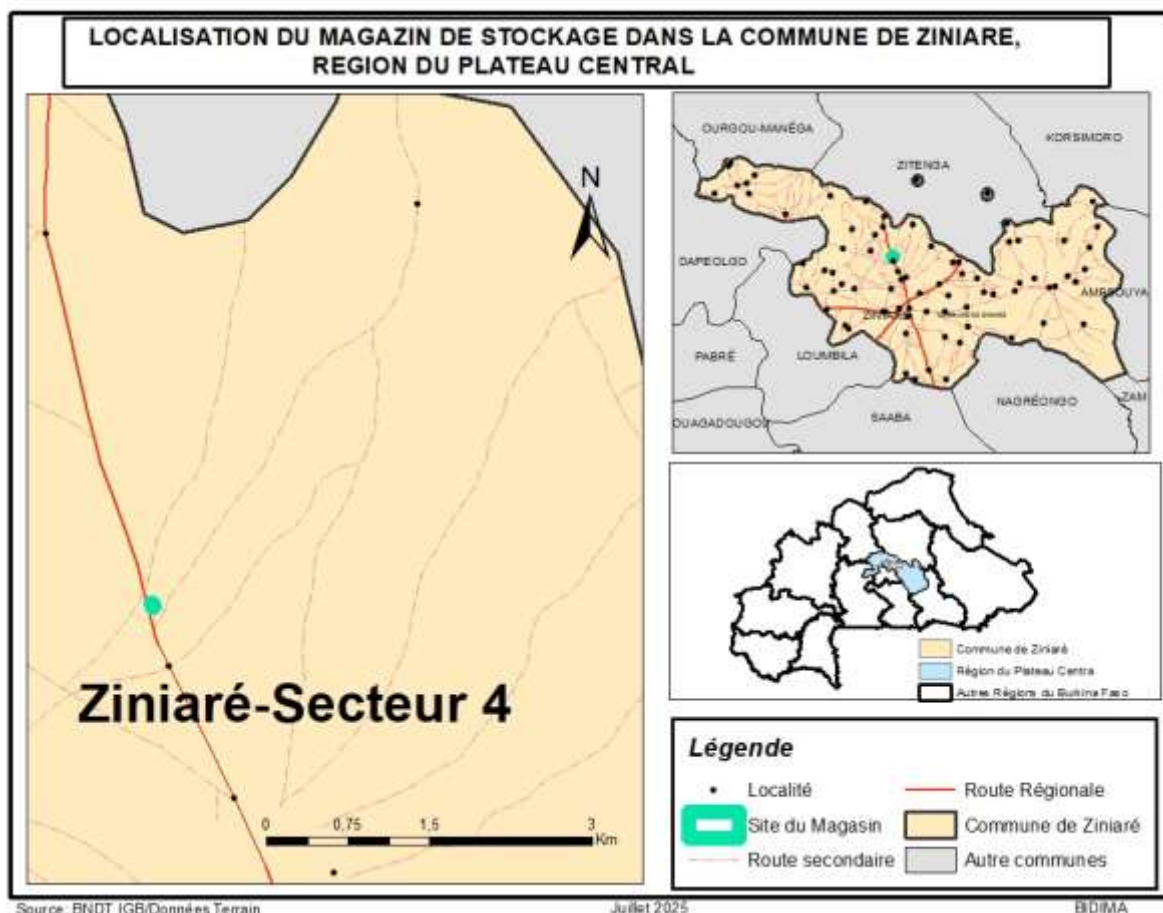 LOCALISATION DU MAGAZIN DE STOCKAGE DANS LA COMMUNE DE ZINIARE,
REGION DU PLATEAU CENTRAL
N
Ziniaré-Secteur 4
0 0,75 1,5 3
Km
OURGOU-MANÉGA
KORSIMORO
ZITENGA
DAPEOLGO
PABRÉ
LOUMBILA
NAGRÉONGO
ZAM
OUAGADOUGOU
SAABA
Commune de Ziniaré
Région du Plateau Centra
Autre Régions du Burkina Faso
Légende
Localité
Route Régionale
Site du Magasin
Commune de Ziniaré
Route secondaire
Autre communes
Source: BNDT IGB/Données Terrain
Juillet 2025
BIDIMA